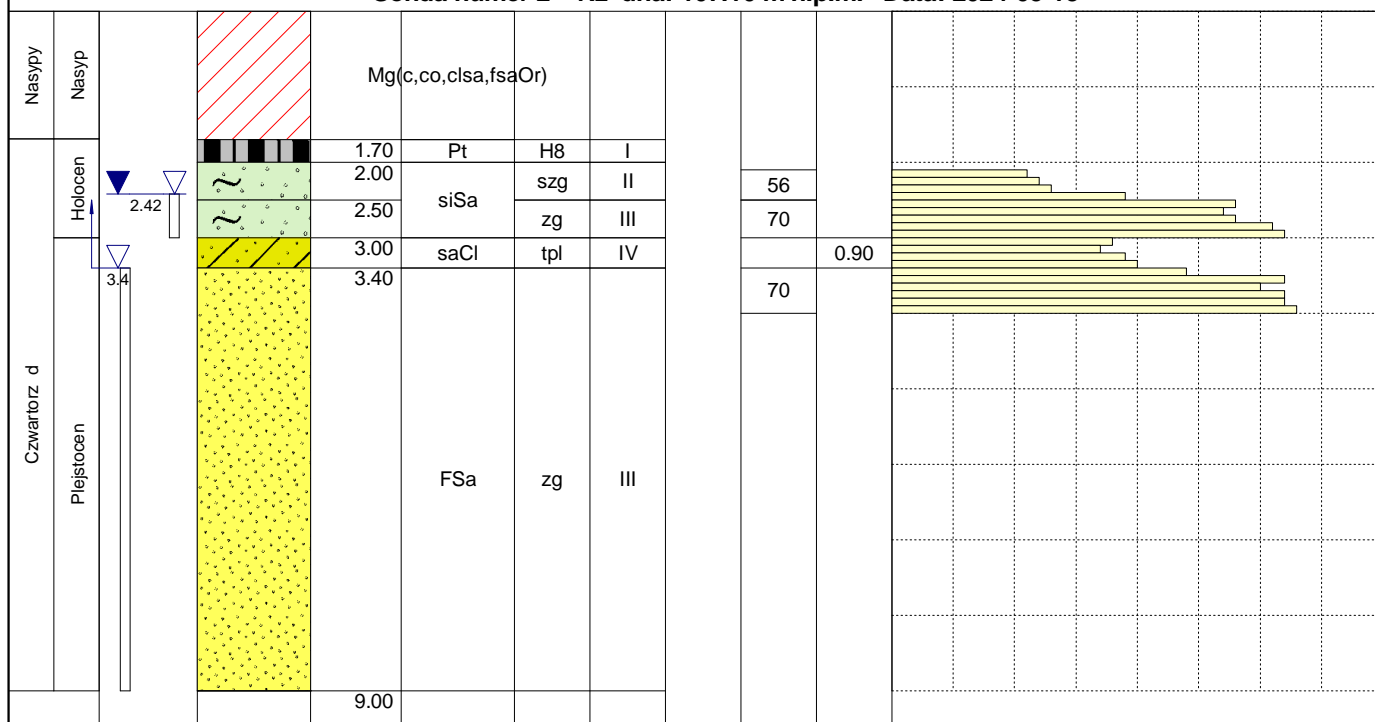 Nasypy
Nasyp
Mg(c,co,clsa,fsaOr)
Czwartorz d
Holocen
1.70 Pt H8 I
2.00 siSa szg II 56
2.42
2.50 zg III 70
Plejstocen
3.00 saCl tpl IV 0.90
3.4
3.40 FSa zg III 70
9.00